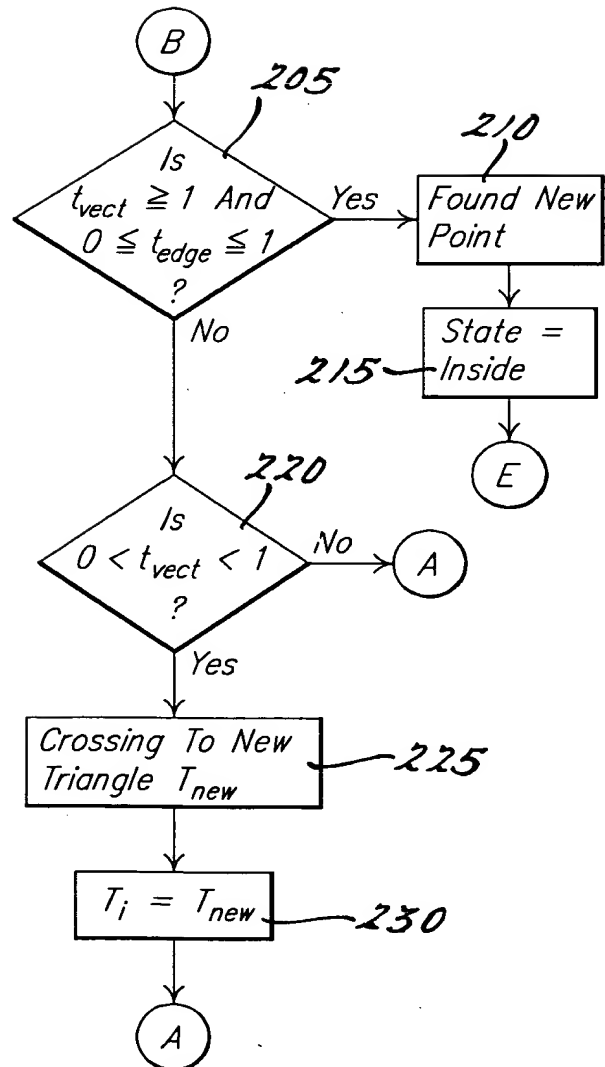 B
205
Is
t_vect ≧ 1 And
0 ≦ t_edge ≦ 1
?
Yes
No
210
Found New
Point
State =
Inside
215
E
220
Is
0 < t_vect < 1
?
No
A
Yes
Crossing To New
Triangle T_new
225
T_i = T_new
230
A